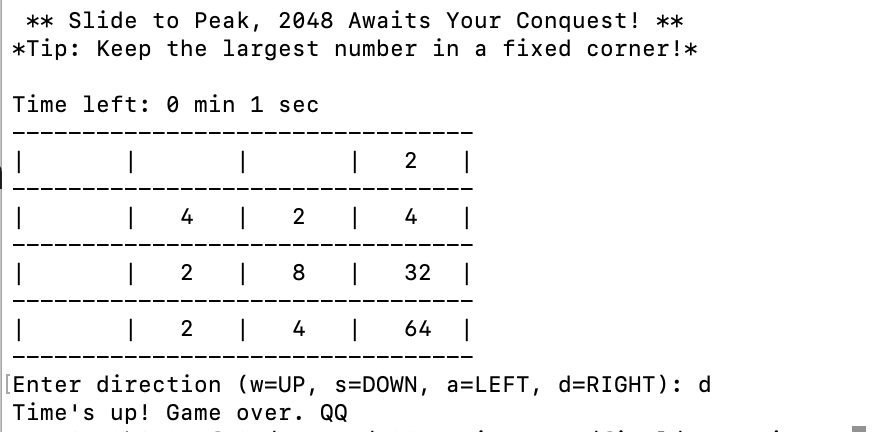 ** Slide to Peak, 2048 Awaits Your Conquest! **
*Tip: Keep the largest number in a fixed corner!*
Time left: 0 min 1 sec
---------------------------------
|       |       |       |   2   |
---------------------------------
|       |   4   |   2   |   4   |
---------------------------------
|       |   2   |   8   |   32  |
---------------------------------
|       |   2   |   4   |   64  |
---------------------------------
[Enter direction (w=UP, s=DOWN, a=LEFT, d=RIGHT): d
Time's up! Game over. QQ